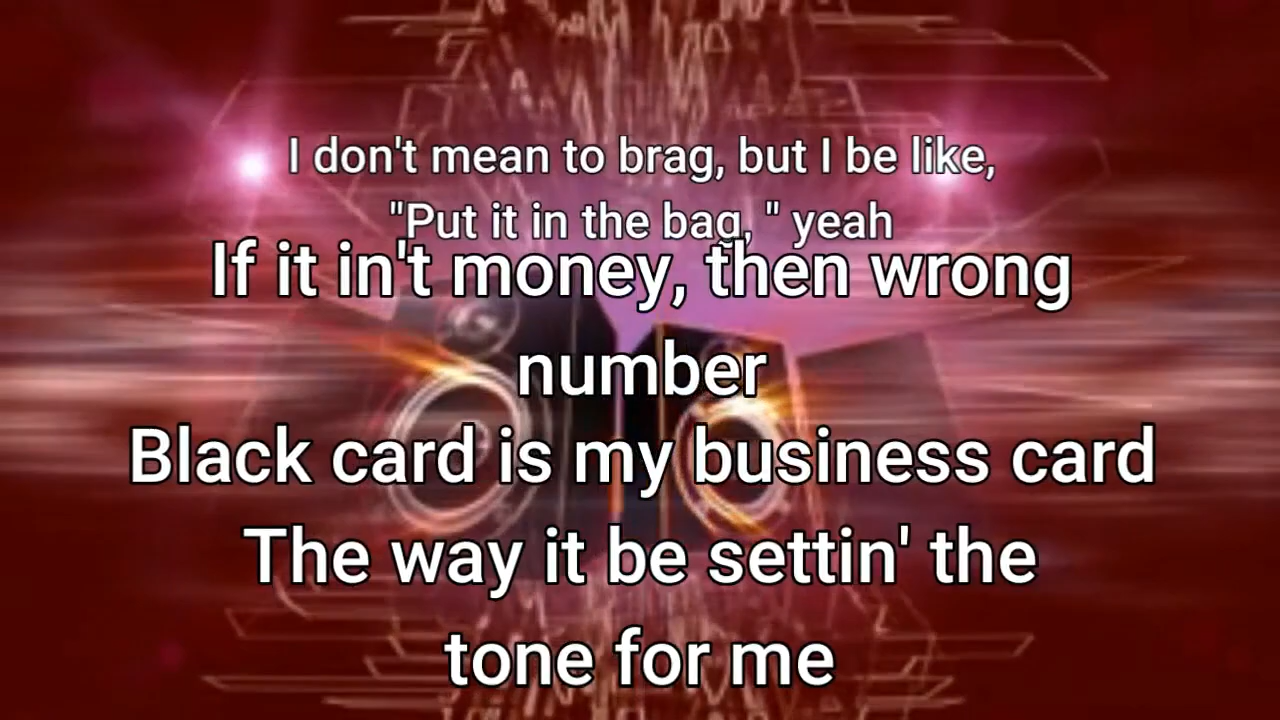 I don't mean to brag, but I be like,
"Put it in the bag, " yeah
If it in't money, then wrong
number
Black card is my business card
The way it be settin' the
tone for me